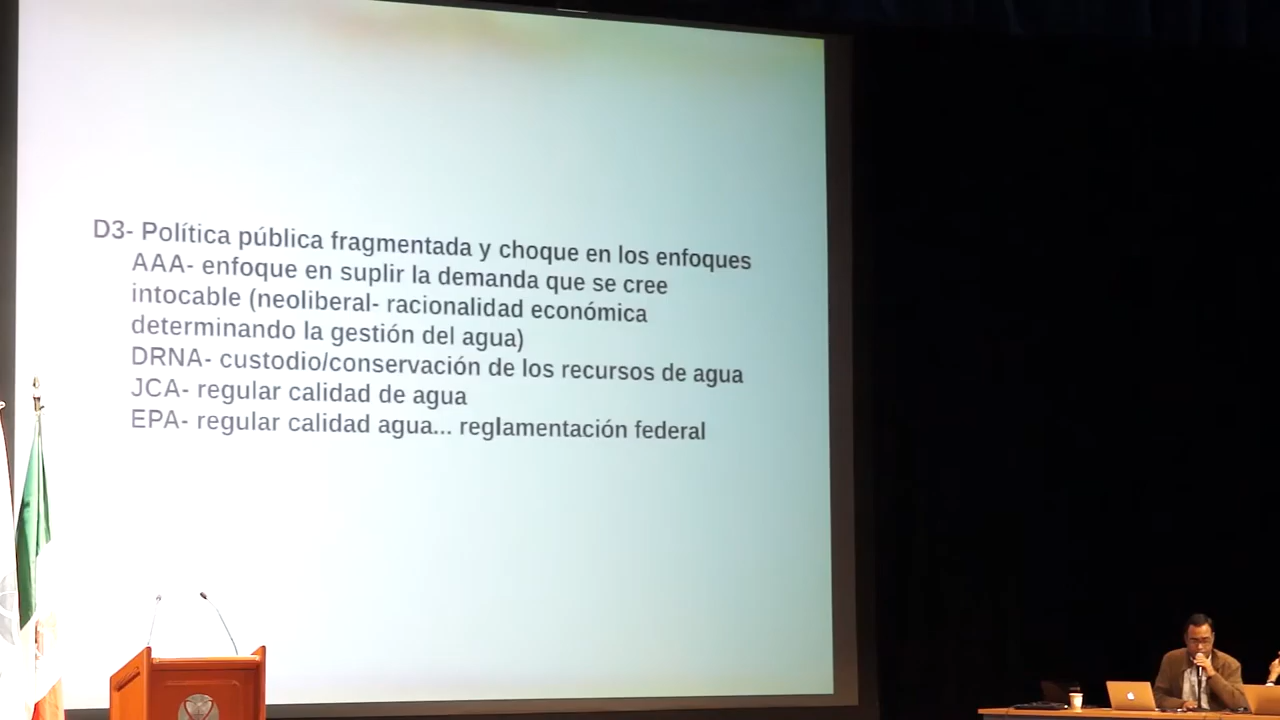 D3- Política pública fragmentada y choque en los enfoques
AAA- enfoque en suplir la demanda que se cree
intocable (neoliberal- racionalidad económica
determinando la gestión del agua)
DRNA- custodio/conservación de los recursos de agua
JCA- regular calidad de agua
EPA- regular calidad agua... reglamentación federal